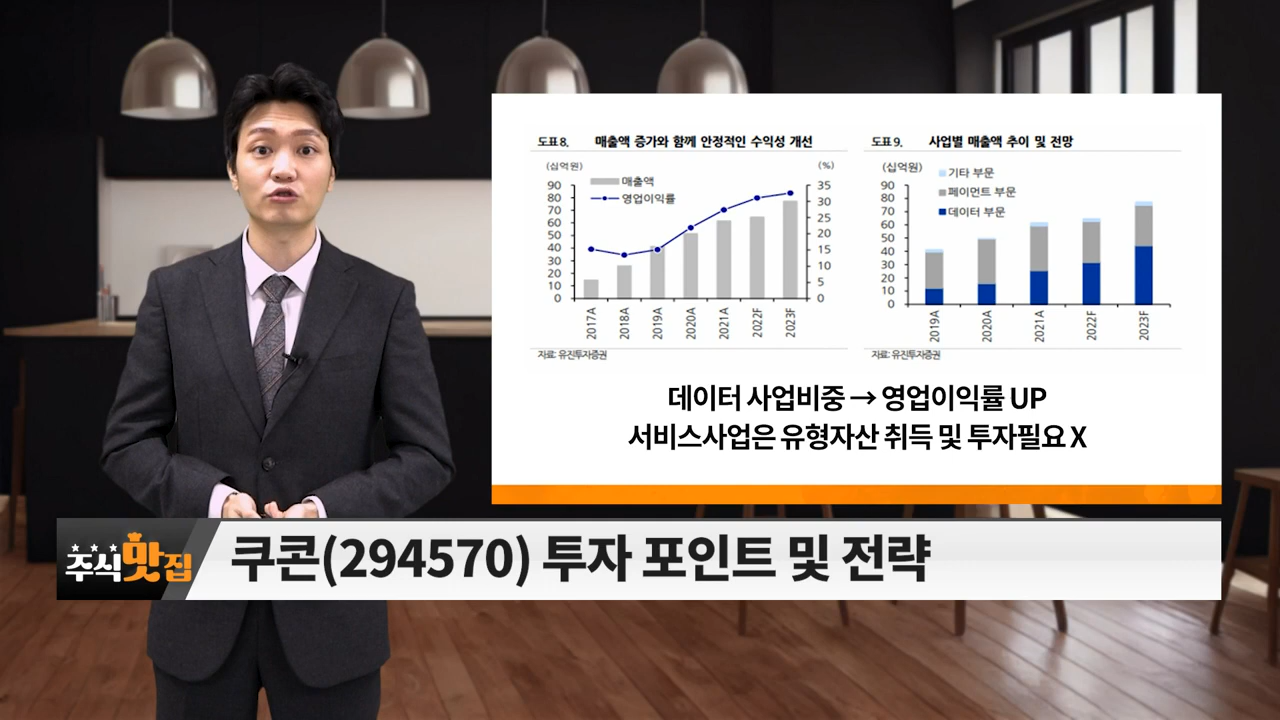 도표 8. 매출액 증가와 함께 안정적인 수익성 개선
(십억원) (%)
매출액
영업이익률
90
80
70
60
50
40
30
20
10
0
35
30
25
20
15
10
5
0
2017A
2018A
2019A
2020A
2021A
2022F
2023F
자료: 유진투자증권
도표 9. 사업별 매출액 추이 및 전망
(십억원)
기타 부문
페이먼트 부문
데이터 부문
90
80
70
60
50
40
30
20
10
0
2019A
2020A
2021A
2022F
2023F
자료: 유진투자증권
데이터 사업비중 → 영업이익률 UP
서비스사업은 유형자산 취득 및 투자필요 X
주식맛집
쿠콘(294570) 투자 포인트 및 전략